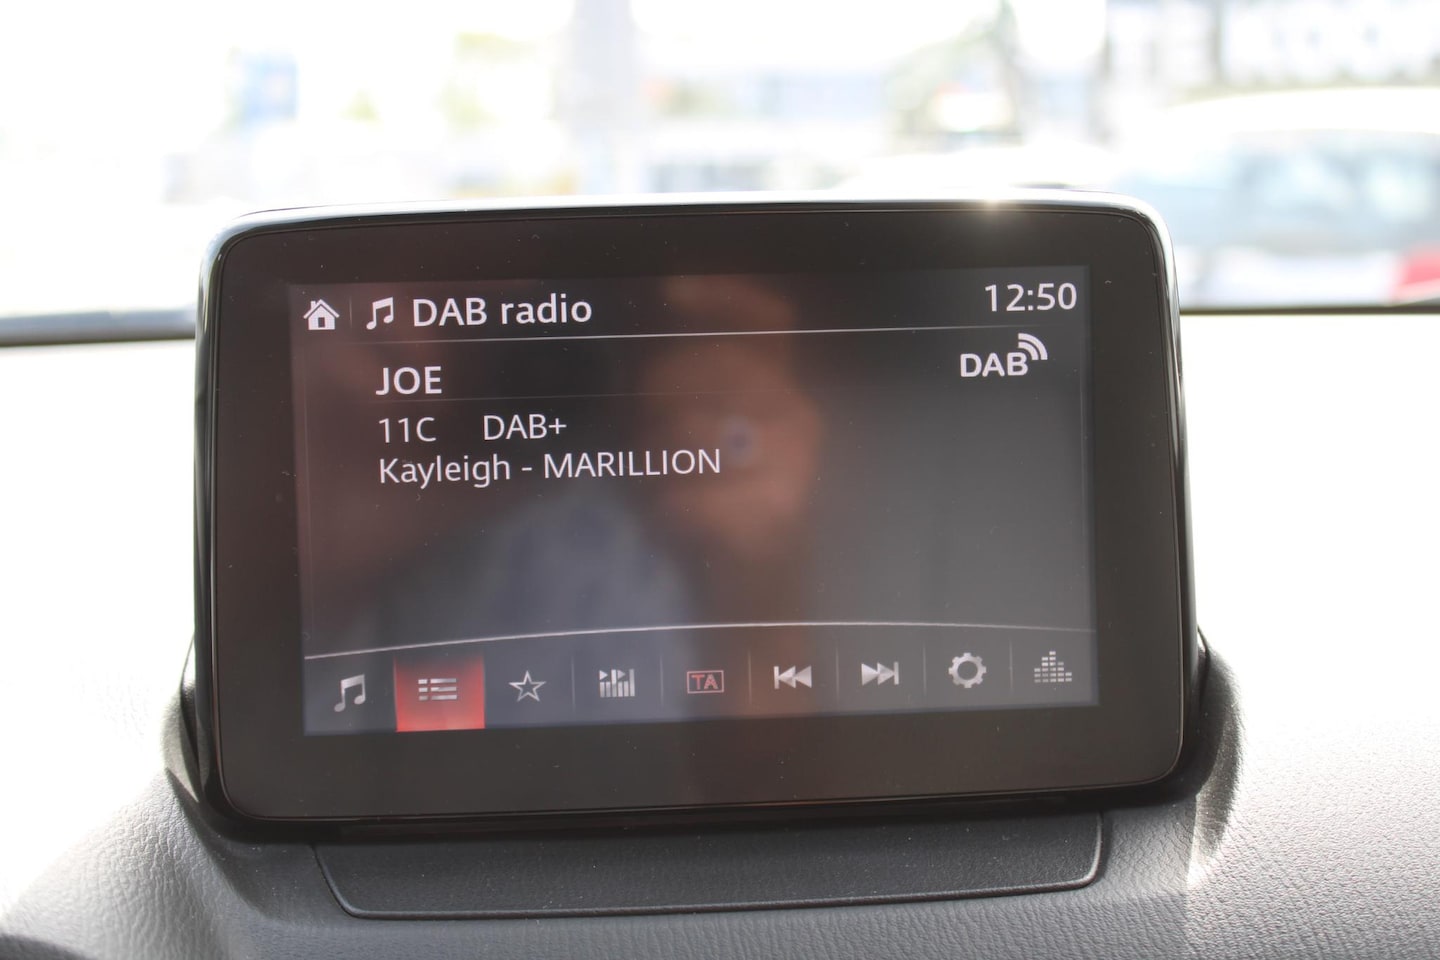 DAB radio 12:50
JOE DAB
11C DAB+
Kayleigh - MARILLION
TA